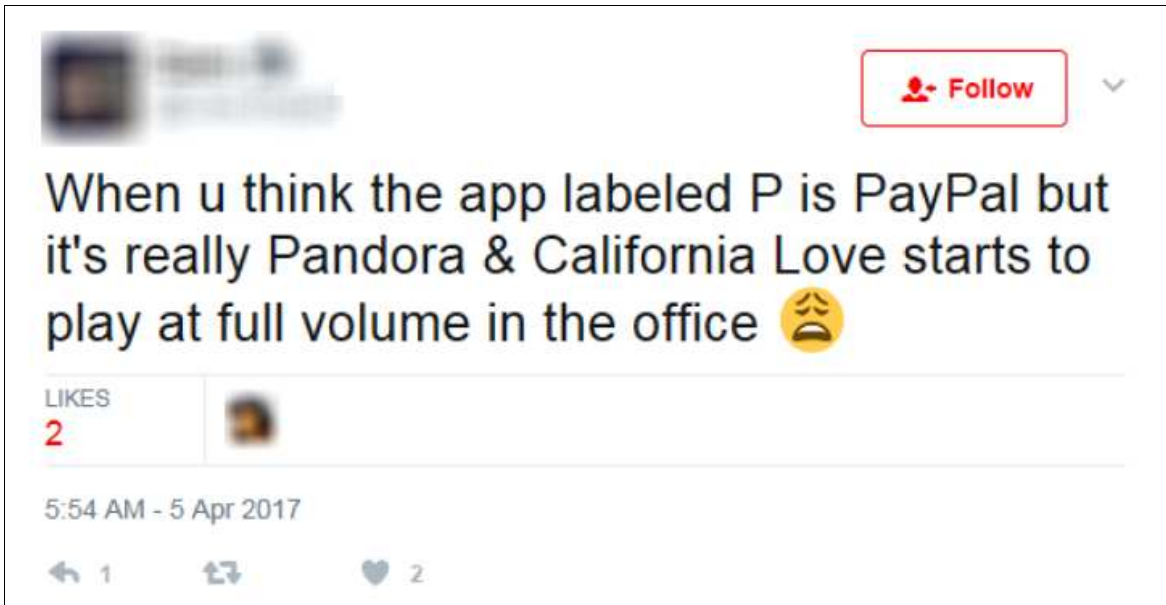 Follow
When u think the app labeled P is PayPal but
it's really Pandora & California Love starts to
play at full volume in the office 😩
LIKES
2
5:54 AM - 5 Apr 2017
1 2